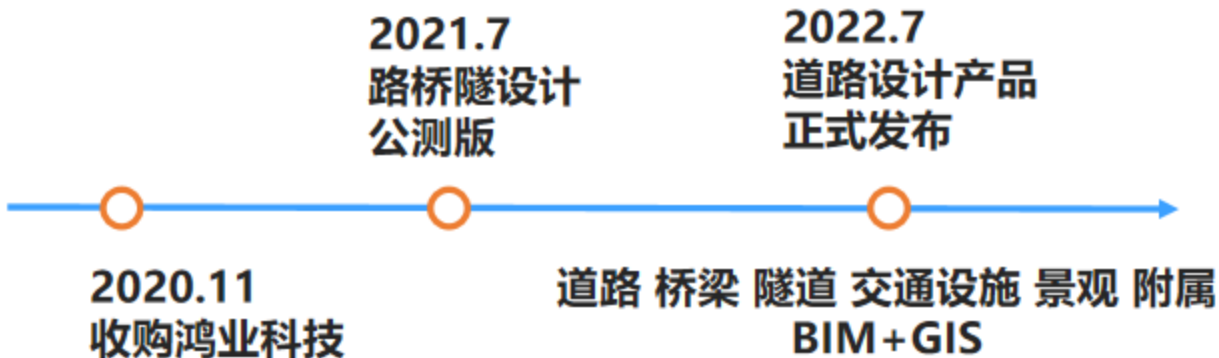 2021.7
路桥隧设计
公测版
2022.7
道路设计产品
正式发布
2020.11
收购鸿业科技
道路 桥梁 隧道 交通设施 景观 附属
BIM+GIS